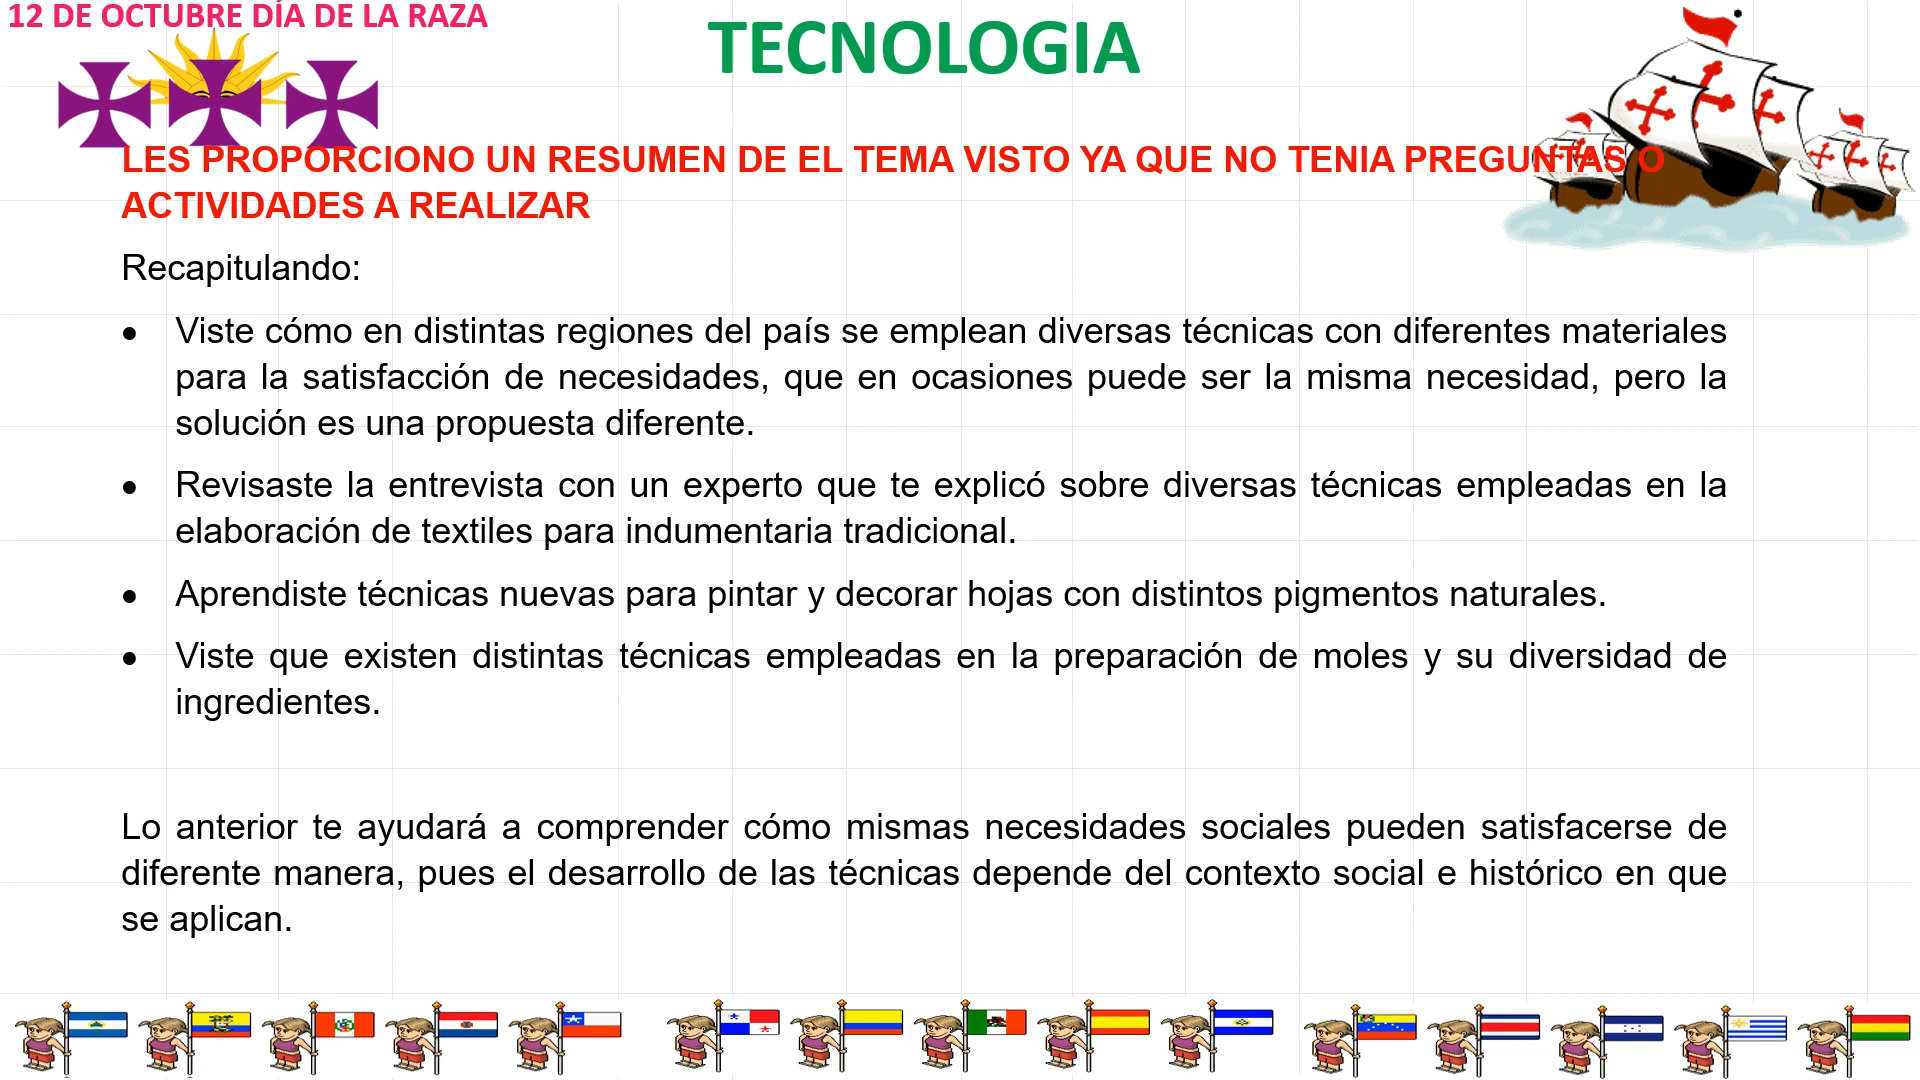 12 DE OCTUBRE DÍA DE LA RAZA
TECNOLOGIA
LES PROPORCIONO UN RESUMEN DE EL TEMA VISTO YA QUE NO TENIA PREGUNTAS O
ACTIVIDADES A REALIZAR
Recapitulando:
• Viste cómo en distintas regiones del país se emplean diversas técnicas con diferentes materiales
para la satisfacción de necesidades, que en ocasiones puede ser la misma necesidad, pero la
solución es una propuesta diferente.
• Revisaste la entrevista con un experto que te explicó sobre diversas técnicas empleadas en la
elaboración de textiles para indumentaria tradicional.
• Aprendiste técnicas nuevas para pintar y decorar hojas con distintos pigmentos naturales.
• Viste que existen distintas técnicas empleadas en la preparación de moles y su diversidad de
ingredientes.
Lo anterior te ayudará a comprender cómo mismas necesidades sociales pueden satisfacerse de
diferente manera, pues el desarrollo de las técnicas depende del contexto social e histórico en que
se aplican.